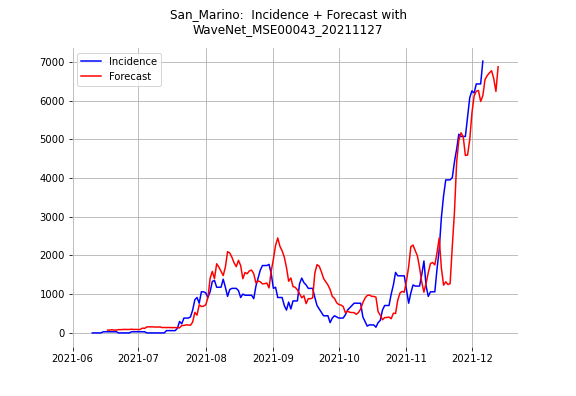 San_Marino: Incidence + Forecast with
WaveNet_MSE00043_20211127
Incidence
Forecast
7000
6000
5000
4000
3000
2000
1000
0
2021-06 2021-07 2021-08 2021-09 2021-10 2021-11 2021-12